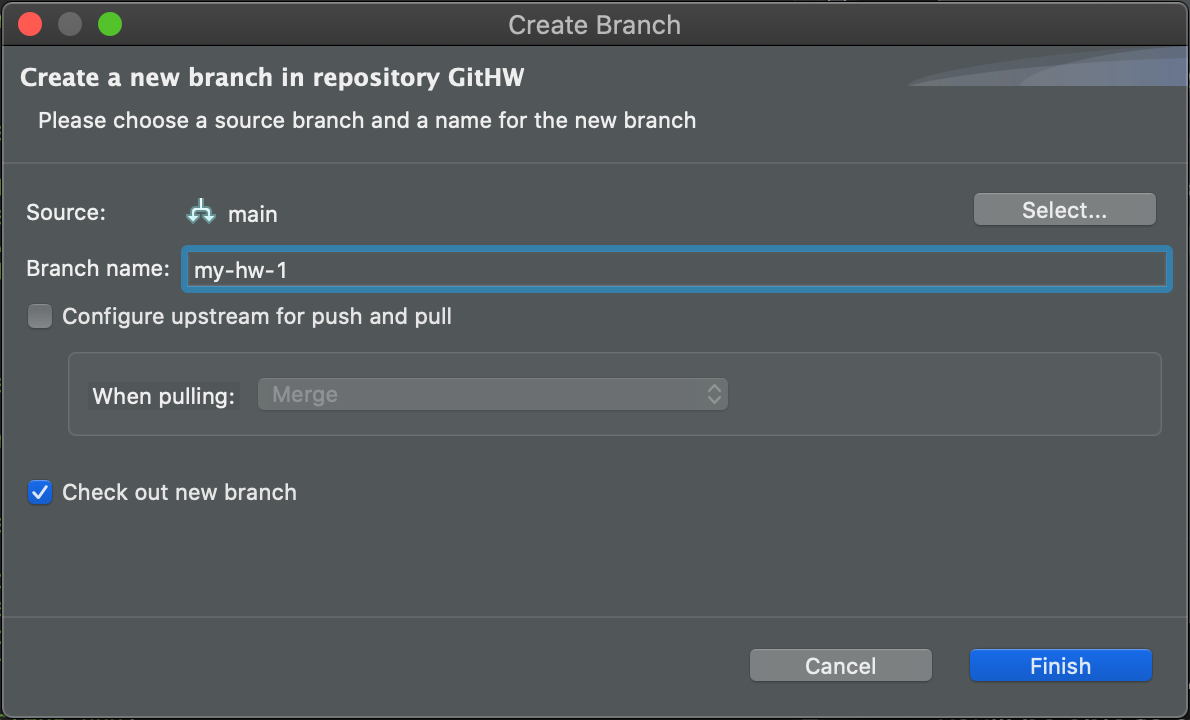 Create Branch
Create a new branch in repository GitHW
Please choose a source branch and a name for the new branch
Source: main Select...
Branch name: my-hw-1
Configure upstream for push and pull
When pulling: Merge
Check out new branch
Cancel Finish